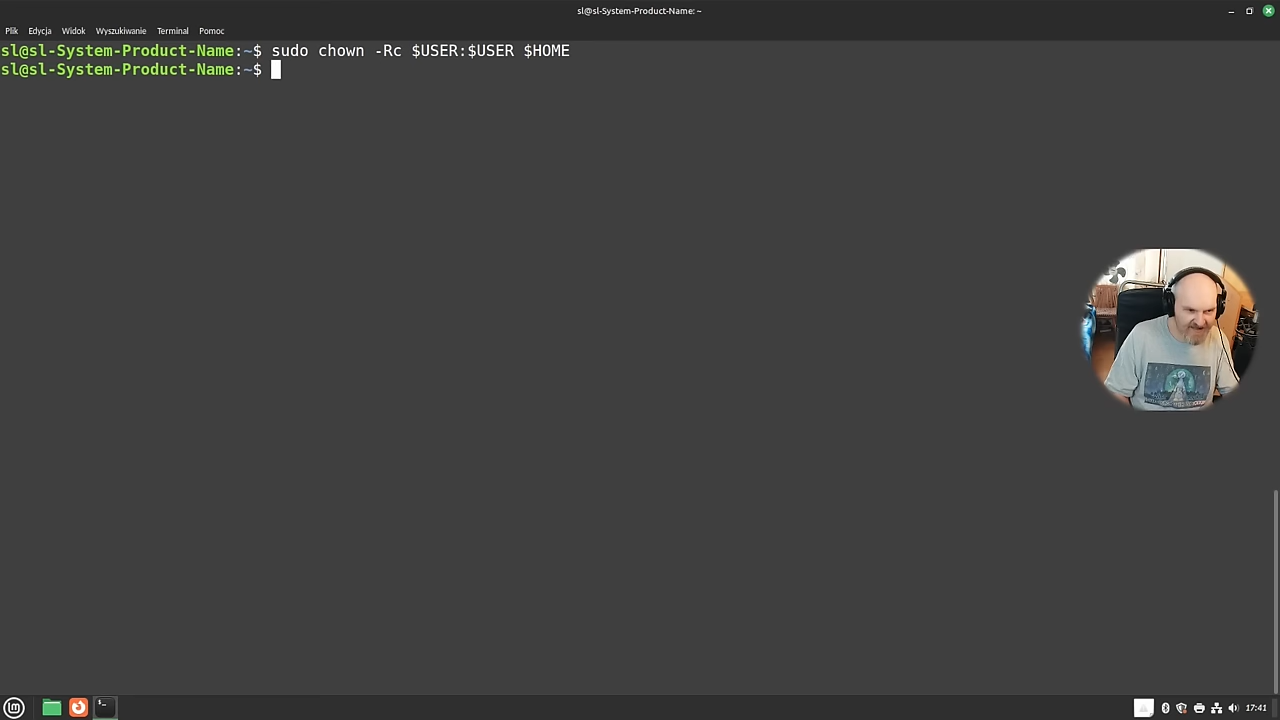 sl@sl-System-Product-Name: ~
Plik Edycja Widok Wyszukiwanie Terminal Pomoc
sl@sl-System-Product-Name:~$ sudo chown -Rc $USER:$USER $HOME
sl@sl-System-Product-Name:~$
17:41